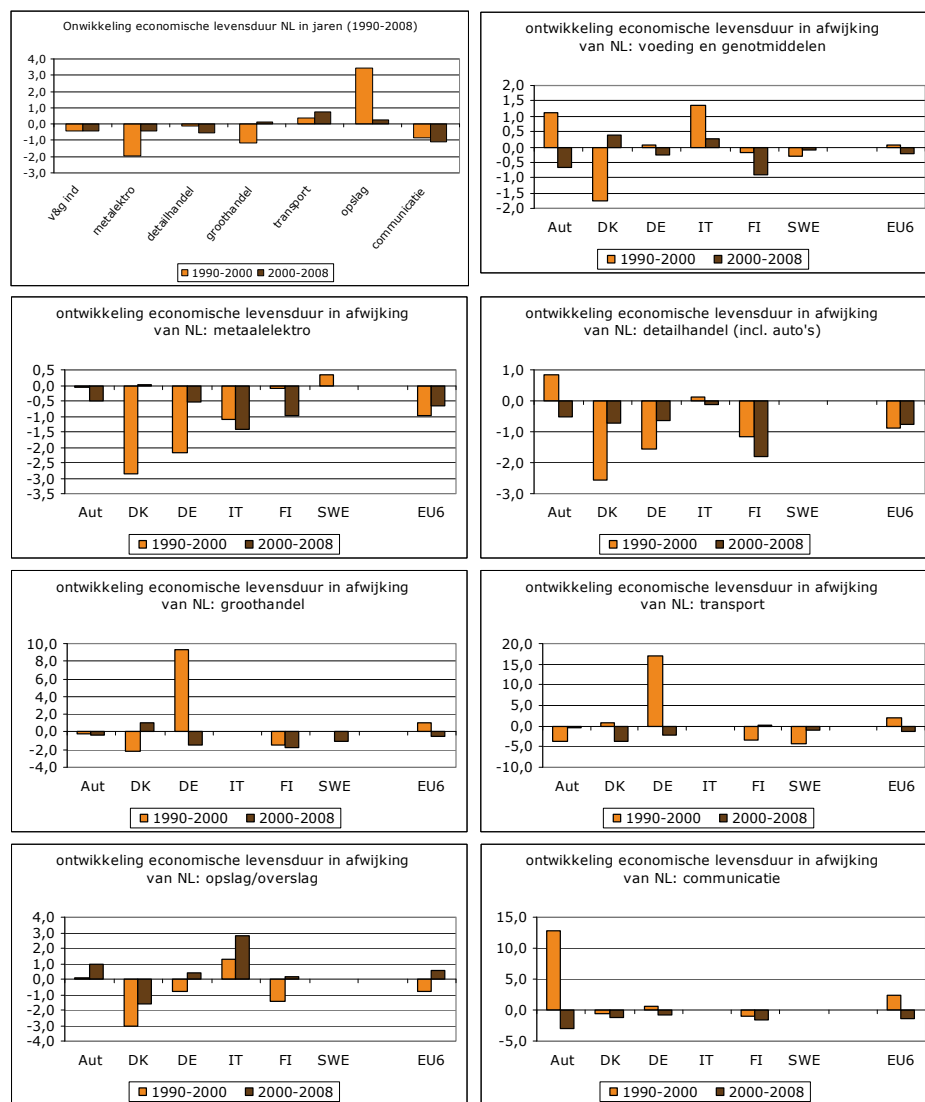 Onwikkeling economische levensduur NL in jaren (1990-2008)
4,0
3,0
2,0
1,0
0,0
-1,0
-2,0
-3,0
v&g ind
metalektro
detailhandel
groothandel
transport
opslag
communicatie
1990-2000 2000-2008
ontwikkeling economische levensduur in afwijking
van NL: voeding en genotmiddelen
2,0
1,5
1,0
0,5
0,0
-0,5
-1,0
-1,5
-2,0
Aut DK DE IT FI SWE EU6
1990-2000 2000-2008
ontwikkeling economische levensduur in afwijking
van NL: metaalelektro
0,5
0,0
-0,5
-1,0
-1,5
-2,0
-2,5
-3,0
-3,5
Aut DK DE IT FI SWE EU6
1990-2000 2000-2008
ontwikkeling economische levensduur in afwijking
van NL: detailhandel (incl. auto's)
1,0
0,0
-1,0
-2,0
-3,0
Aut DK DE IT FI SWE EU6
1990-2000 2000-2008
ontwikkeling economische levensduur in afwijking
van NL: groothandel
10,0
8,0
6,0
4,0
2,0
0,0
-2,0
-4,0
Aut DK DE IT FI SWE EU6
1990-2000 2000-2008
ontwikkeling economische levensduur in afwijking
van NL: transport
20,0
15,0
10,0
5,0
0,0
-5,0
-10,0
Aut DK DE IT FI SWE EU6
1990-2000 2000-2008
ontwikkeling economische levensduur in afwijking
van NL: opslag/overslag
4,0
3,0
2,0
1,0
0,0
-1,0
-2,0
-3,0
-4,0
Aut DK DE IT FI SWE EU6
1990-2000 2000-2008
ontwikkeling economische levensduur in afwijking
van NL: communicatie
15,0
10,0
5,0
0,0
-5,0
Aut DK DE IT FI SWE EU6
1990-2000 2000-2008